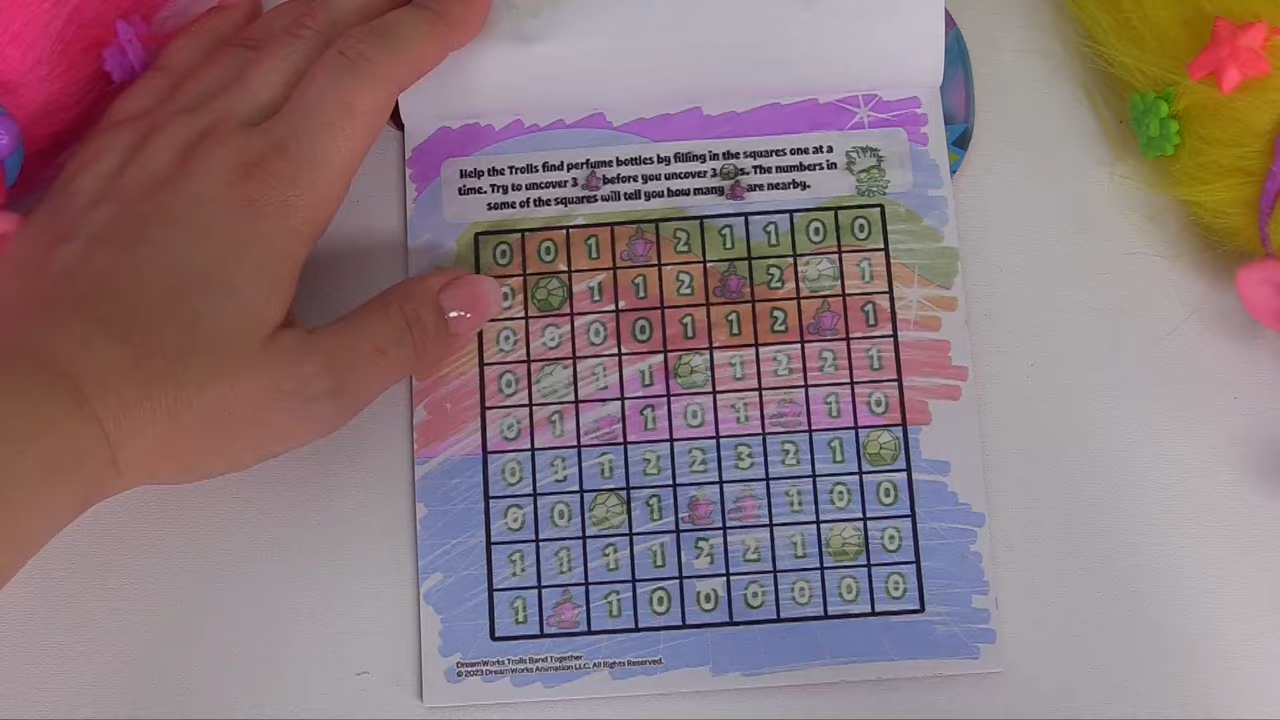 Help the Trolls find perfume bottles by filling in the squares one at a
time. Try to uncover 3 before you uncover 3 s. The numbers in
some of the squares will tell you how many are nearby.
0 0 1 2 1 1 0 0
0 1 1 2 2 1
0 0 0 0 1 1 2 1
0 1 1 1 2 2 1
0 1 1 0 1 1 0
0 1 1 2 2 3 2 1
0 0 1 1 0 0
1 1 1 1 2 2 1 0
1 1 0 0 0 0 0 0
DreamWorks Trolls Band Together
© 2023 DreamWorks Animation LLC. All Rights Reserved.